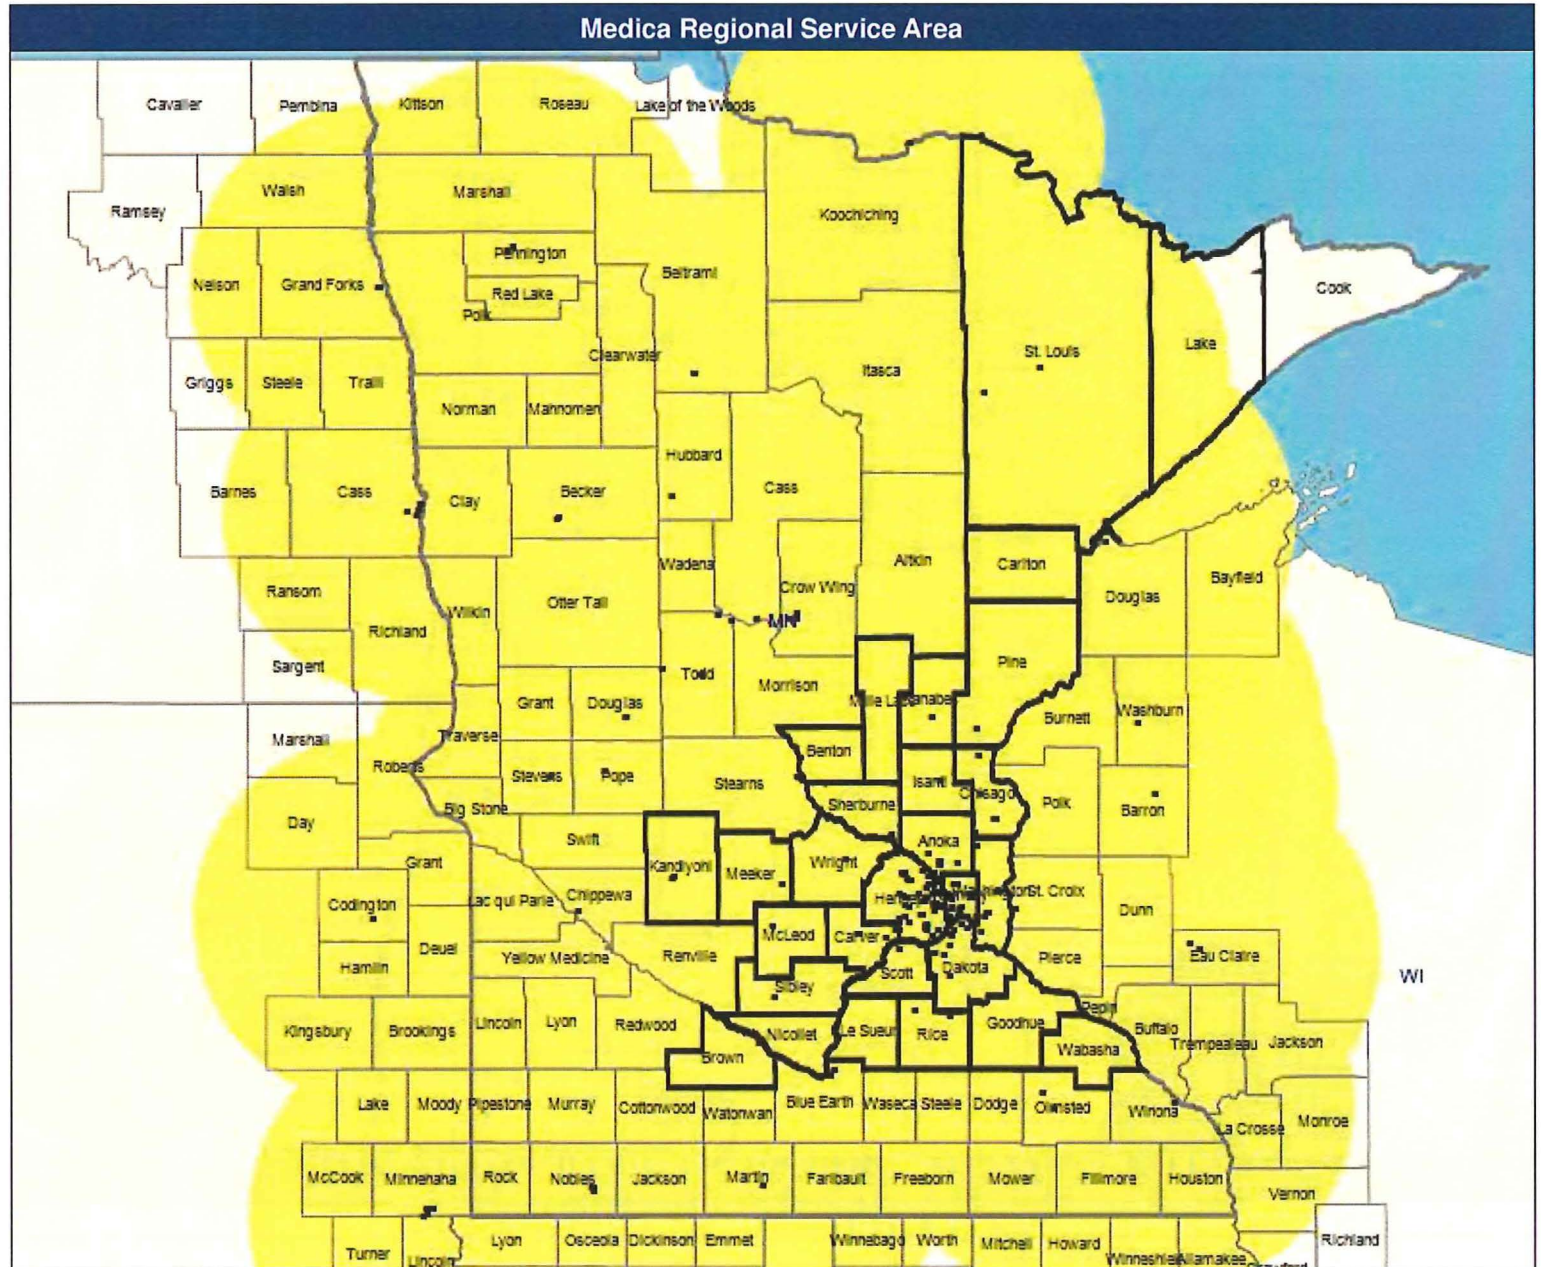 Medica Regional Service Area
Cavalier
Pembina
Kittson
Roseau
Lake of the Woods
Ramsey
Walsh
Marshall
Koochiching
Nelson
Grand Forks
Pennington
Red Lake
Polk
Beltrami
Cook
Clearwater
Itasca
St. Louis
Lake
Griggs
Steele
Traill
Norman
Mahnomen
Hubbard
Cass
Barnes
Cass
Clay
Becker
Wadena
Crow Wing
Aitkin
Carlton
Douglas
Bayfield
Ransom
Richland
Wilkin
Otter Tail
MN
Sargent
Todd
Morrison
Pine
Grant
Douglas
Mille Lacs
Kanabec
Burnett
Washburn
Marshall
Roberts
Traverse
Stevens
Pope
Stearns
Benton
Isanti
Chisago
Polk
Barron
Day
Big Stone
Swift
Sherburne
Anoka
Grant
Kandiyohi
Meeker
Wright
Codington
Lac qui Parle
Chippewa
Washington
St. Croix
Dunn
Deuel
McLeod
Carver
Hamlin
Yellow Medicine
Renville
Sibley
Scott
Dakota
Pierce
Eau Claire
WI
Kingsbury
Brookings
Lincoln
Lyon
Redwood
Brown
Nicollet
Le Sueur
Rice
Goodhue
Wabasha
Pepin
Buffalo
Trempealeau
Jackson
Lake
Moody
Pipestone
Murray
Cottonwood
Watonwan
Blue Earth
Waseca
Steele
Dodge
Olmsted
Winona
La Crosse
Monroe
McCook
Minnehaha
Rock
Nobles
Jackson
Martin
Faribault
Freeborn
Mower
Fillmore
Houston
Vernon
Turner
Lincoln
Lyon
Osceola
Dickinson
Emmet
Winnebago
Worth
Mitchell
Howard
Allamakee
Richland